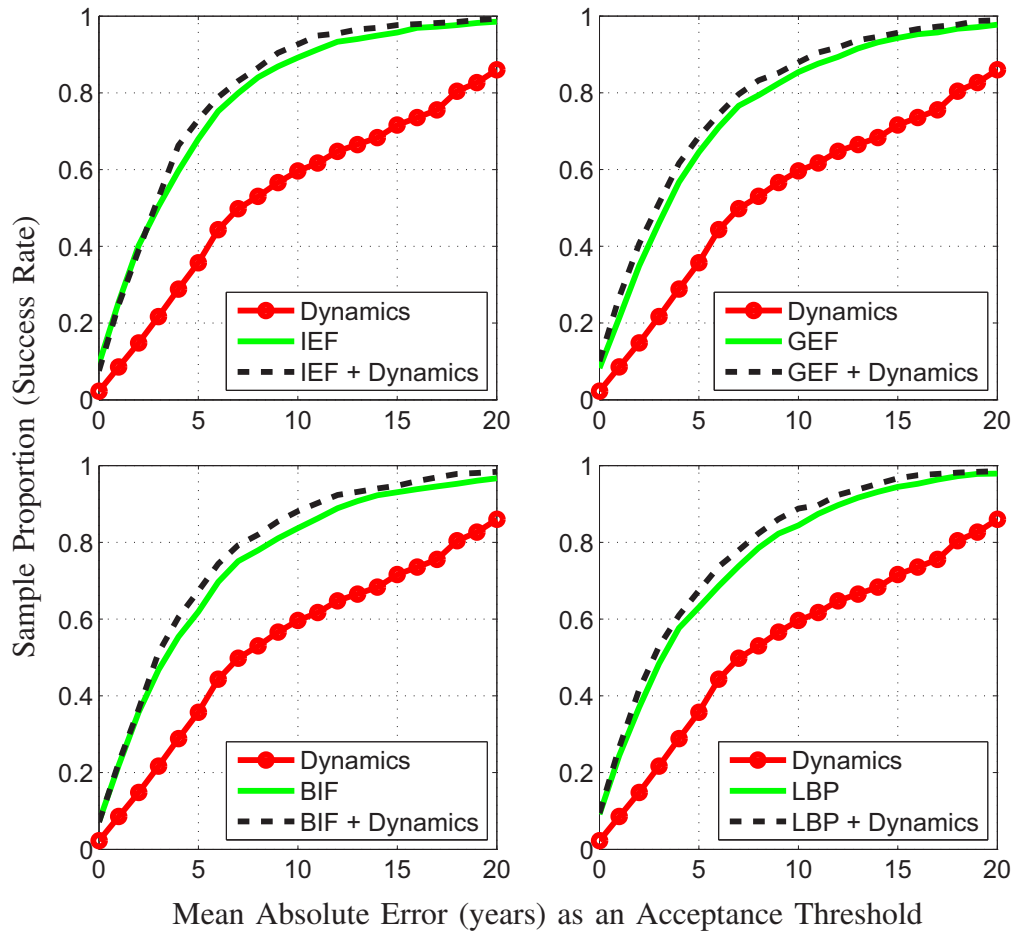 Sample Proportion (Success Rate)
1
0.8
0.6
0.4
0.2
0
0 5 10 15 20
Dynamics
IEF
IEF + Dynamics
1
0.8
0.6
0.4
0.2
0
0 5 10 15 20
Dynamics
GEF
GEF + Dynamics
1
0.8
0.6
0.4
0.2
0
0 5 10 15 20
Dynamics
BIF
BIF + Dynamics
1
0.8
0.6
0.4
0.2
0
0 5 10 15 20
Dynamics
LBP
LBP + Dynamics
Mean Absolute Error (years) as an Acceptance Threshold